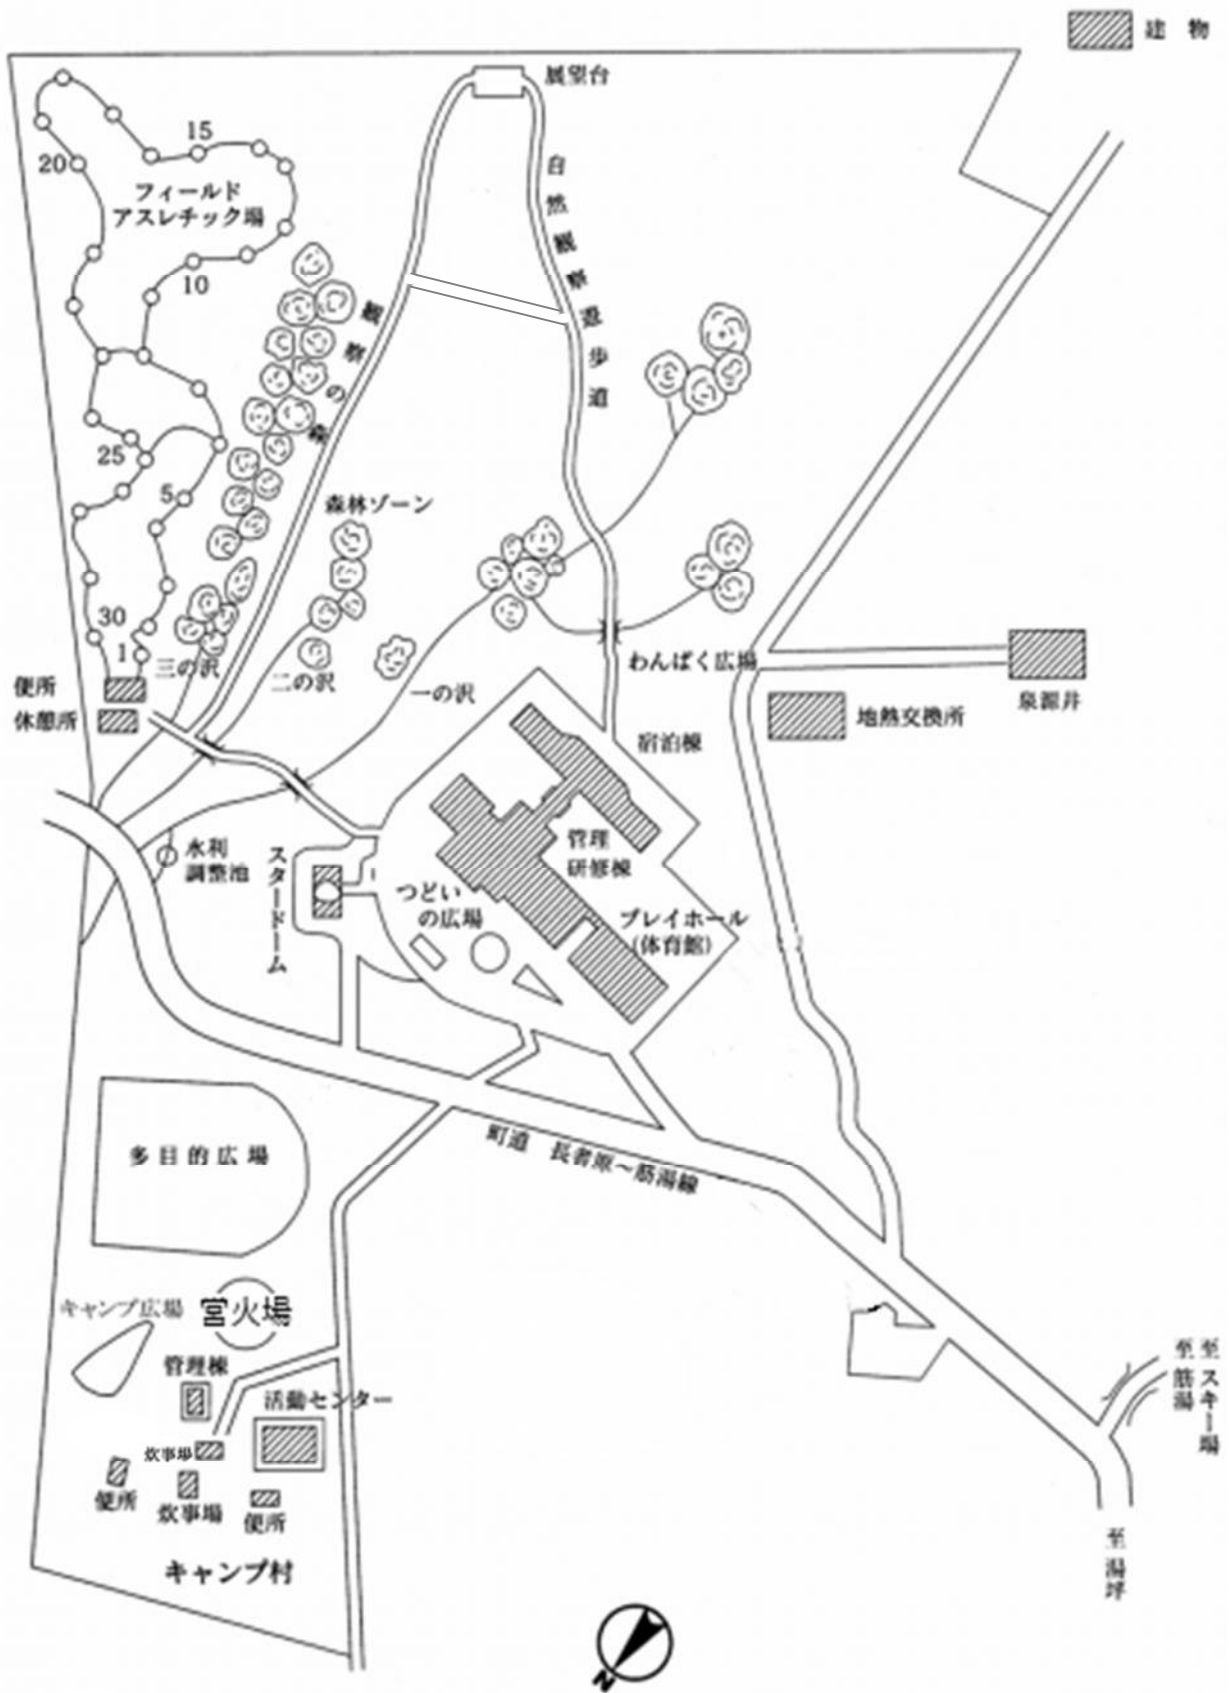 建物
展望台
15
20
フィールド
アスレチック場
自然観察遊歩道
10
観察の森
25
5
森林ゾーン
30
1
三の沢
二の沢
一の沢
わんぱく広場
便所
休憩所
泉源井
地熱交換所
宿泊棟
管理
研修棟
水利
調整池
スタードーム
つどい
の広場
プレイホール
(体育館)
町道 長者原〜筋湯線
多目的広場
キャンプ広場
営火場
管理棟
活動センター
炊事場
便所
炊事場
便所
キャンプ村
至スキー場
至筋湯
至湯坪
N